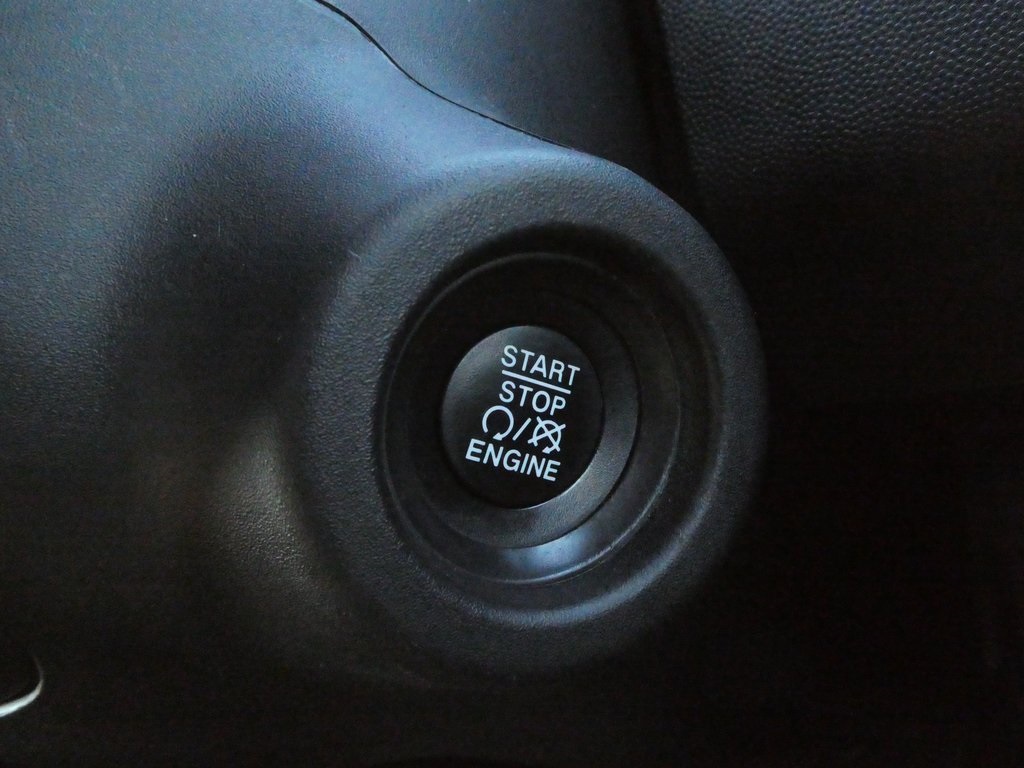 START
STOP
/
ENGINE